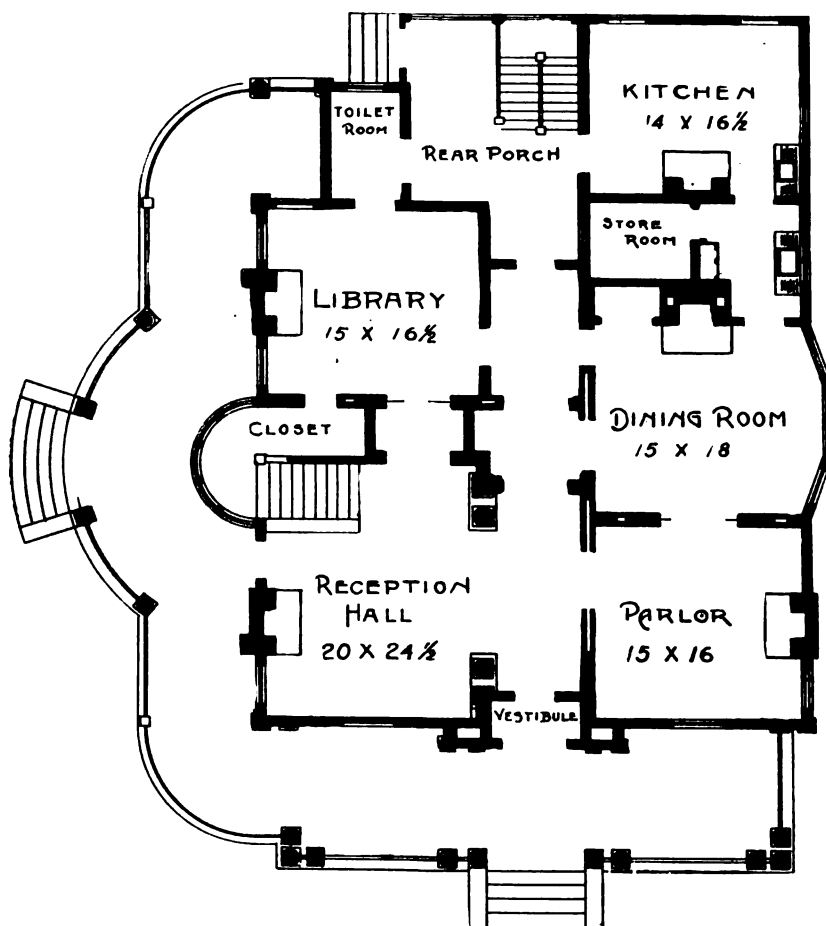 KITCHEN
14 X 16½
TOILET
ROOM
REAR PORCH
STORE
ROOM
LIBRARY
15 X 16½
CLOSET
DINING ROOM
15 X 18
RECEPTION
HALL
20 X 24½
PARLOR
15 X 16
VESTIBULE